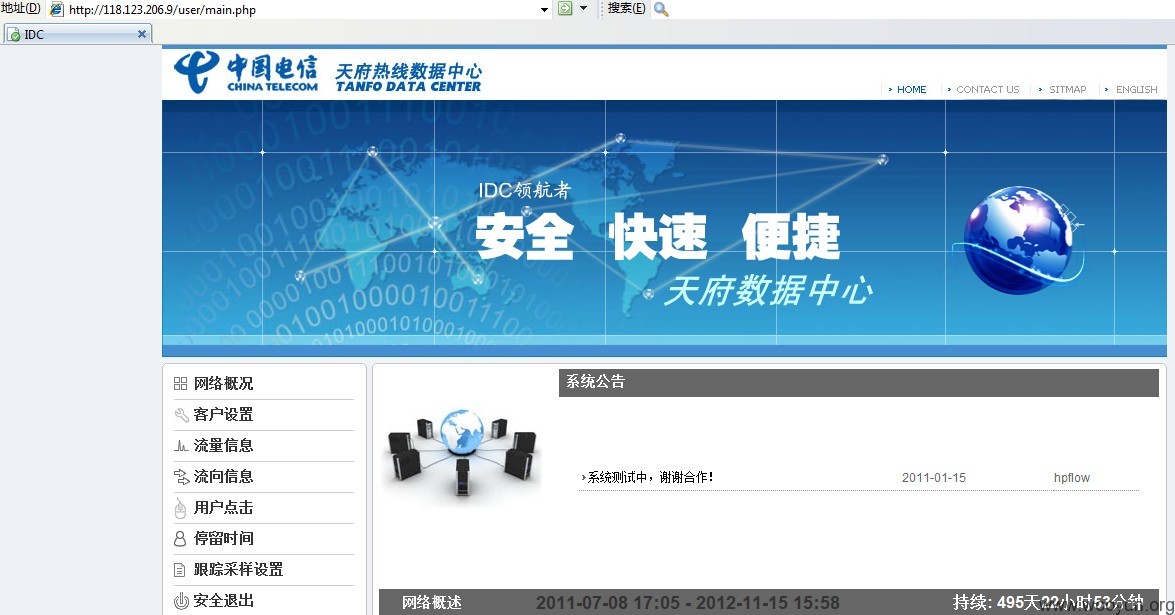 地址(D) http://118.123.206.9/user/main.php 搜索(E)
IDC
中国电信 天府热线数据中心
CHINA TELECOM TANFO DATA CENTER
HOME CONTACT US SITMAP ENGLISH
IDC领航者
安全 快速 便捷
天府数据中心
网络概况
客户设置
流量信息
流向信息
用户点击
停留时间
跟踪采样设置
安全退出
系统公告
系统测试中，谢谢合作！ 2011-01-15 hpflow
网络概述 2011-07-08 17:05 - 2012-11-15 15:58 持续: 495天22小时53分钟